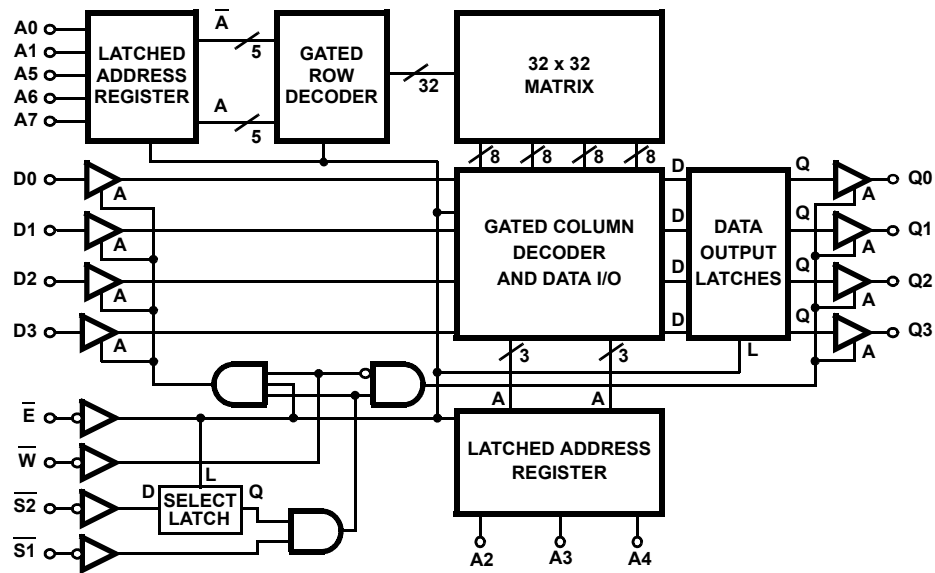 A0
A1
A5
A6
A7
LATCHED
ADDRESS
REGISTER
A
5
A
5
GATED
ROW
DECODER
32
32 x 32
MATRIX
8
8
8
8
D0
A
D1
A
D2
A
D3
A
GATED COLUMN
DECODER
AND DATA I/O
D
D
D
D
DATA
OUTPUT
LATCHES
L
Q
Q
Q
Q
A
Q0
A
Q1
A
Q2
A
Q3
3
3
A
A
E
W
S2
S1
D
L
Q
SELECT
LATCH
LATCHED ADDRESS
REGISTER
A2
A3
A4